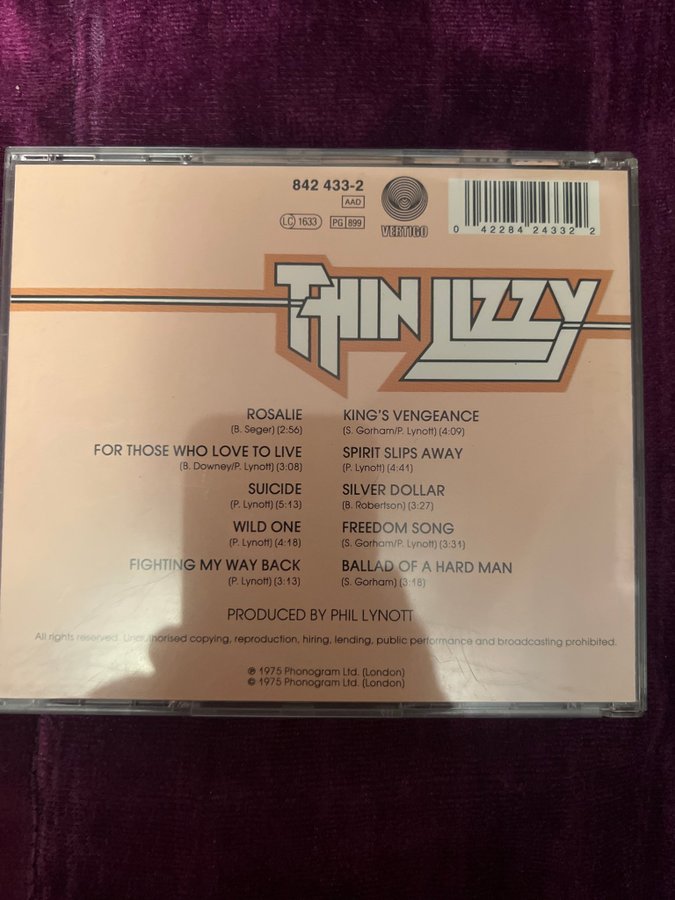 842 433-2
AAD
LC 1633 PG 899
VERTIGO
0 42284 24332 2
THIN LIZZY
ROSALIE
(B. Seger) (2:56)
FOR THOSE WHO LOVE TO LIVE
(B. Downey/P. Lynott) (3:08)
SUICIDE
(P. Lynott) (5:13)
WILD ONE
(P. Lynott) (4:18)
FIGHTING MY WAY BACK
(P. Lynott) (3:13)
KING'S VENGEANCE
(S. Gorham/P. Lynott) (4:09)
SPIRIT SLIPS AWAY
(P. Lynott) (4:41)
SILVER DOLLAR
(B. Robertson) (3:27)
FREEDOM SONG
(S. Gorham/P. Lynott) (3:31)
BALLAD OF A HARD MAN
(S. Gorham) (3:18)
PRODUCED BY PHIL LYNOTT
All rights reserved. Unauthorised copying, reproduction, hiring, lending, public performance and broadcasting prohibited.
℗ 1975 Phonogram Ltd. (London)
© 1975 Phonogram Ltd. (London)